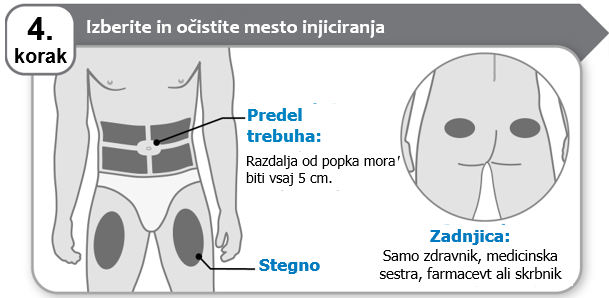 4.
korak
Izberite in očistite mesto injiciranja
Predel
trebuha:
Razdalja od popka mora
biti vsaj 5 cm.
Stegno
Zadnjica:
Samo zdravnik, medicinska
sestra, farmacevt ali skrbnik